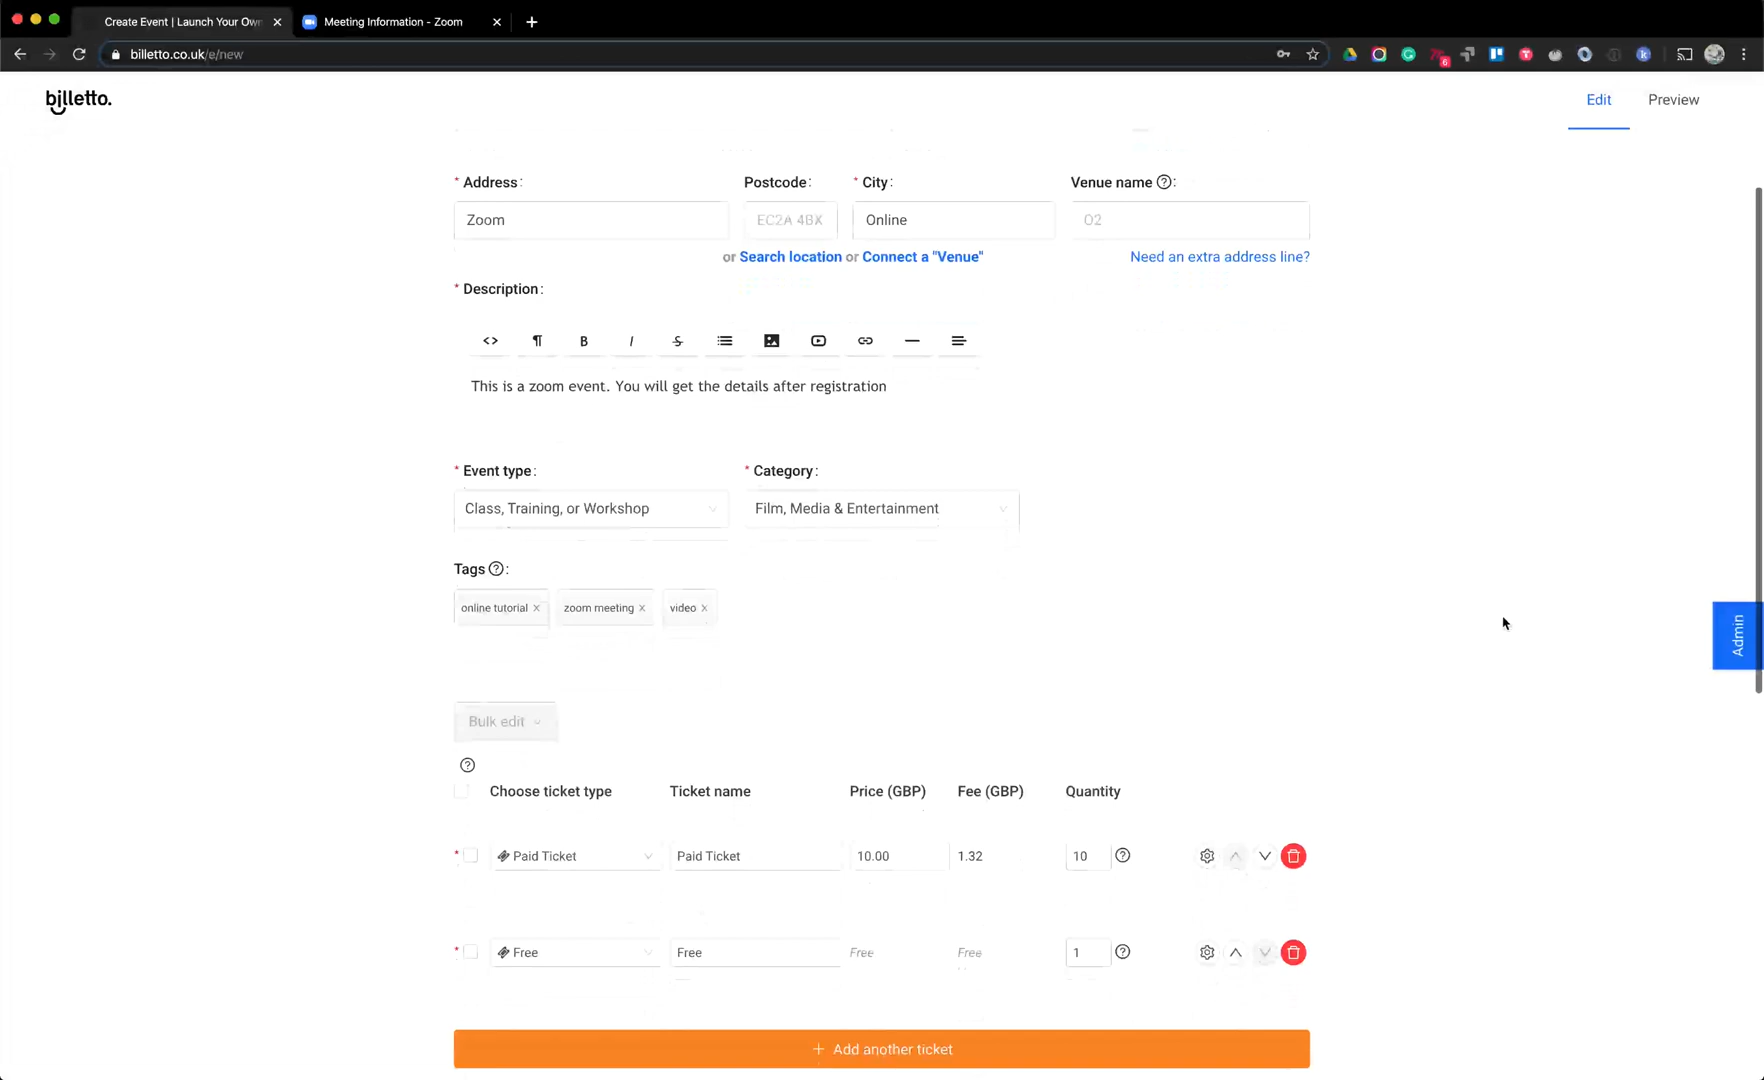 Create Event | Launch Your Own
Meeting Information - Zoom
billetto.co.uk/e/new
6
billetto.
Edit
Preview
* Address:
Postcode:
* City:
Venue name ?:
Zoom
EC2A 4BX
Online
O2
or Search location or Connect a "Venue"
Need an extra address line?
* Description:
This is a zoom event. You will get the details after registration
* Event type:
* Category:
Class, Training, or Workshop
Film, Media & Entertainment
Tags ?:
online tutorial ×
zoom meeting ×
video ×
Admin
Bulk edit
?
Choose ticket type
Ticket name
Price (GBP)
Fee (GBP)
Quantity
* Paid Ticket
Paid Ticket
10.00
1.32
10
?
* Free
Free
Free
Free
1
?
+ Add another ticket